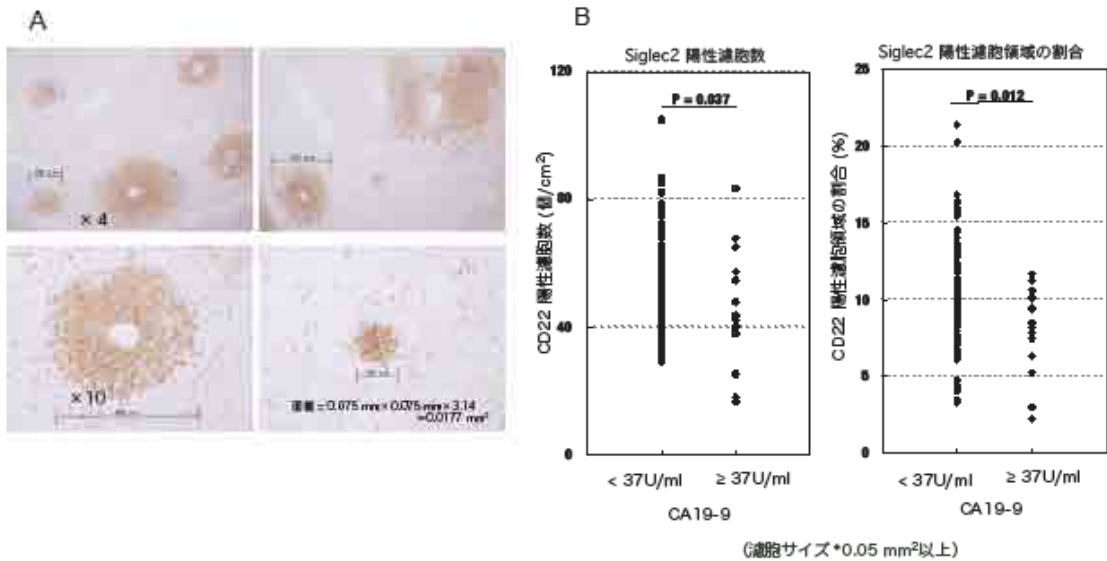 A
× 4
× 10
面積 = 0.075 mm × 0.075 mm × 3.14
=0.0177 mm²
B
Siglec2 陽性濾胞数
120
80
40
0
P = 0.037
CD22 陽性濾胞数 (個/cm²)
< 37U/ml
≥ 37U/ml
CA19-9
Siglec2 陽性濾胞領域の割合
25
20
15
10
5
0
P = 0.012
CD22 陽性濾胞領域の割合 (%)
< 37U/ml
≥ 37U/ml
CA19-9
(濾胞サイズ *0.05 mm²以上)